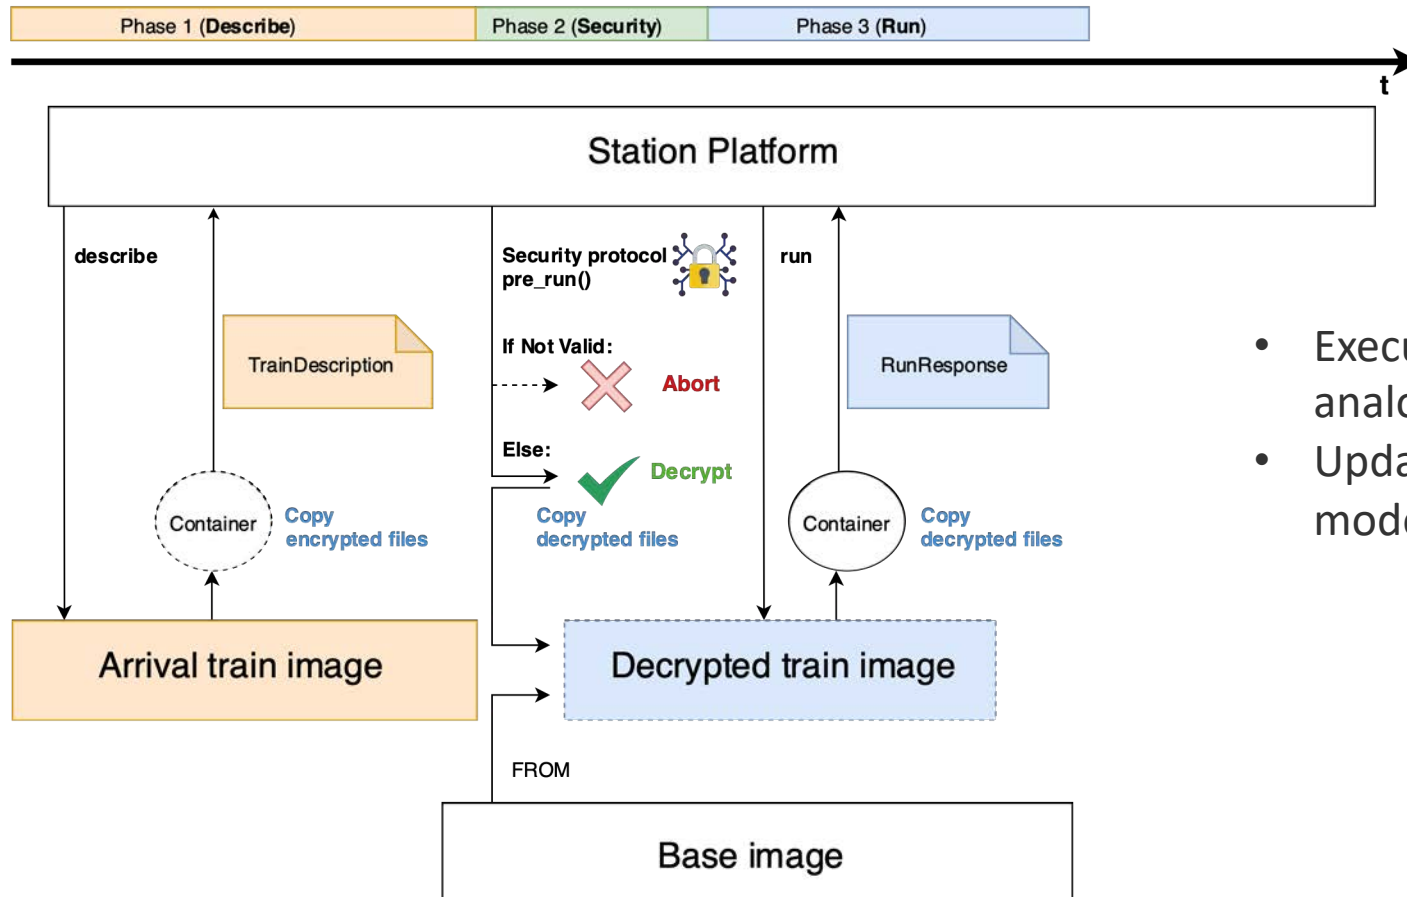 Phase 1 (Describe)
Phase 2 (Security)
Phase 3 (Run)
t
Station Platform
describe
Security protocol
pre_run()
run
If Not Valid:
TrainDescription
Abort
RunResponse
Else:
Decrypt
Container
Copy
encrypted files
Copy
decrypted files
Container
Copy
decrypted files
Arrival train image
Decrypted train image
FROM
Base image
•
•